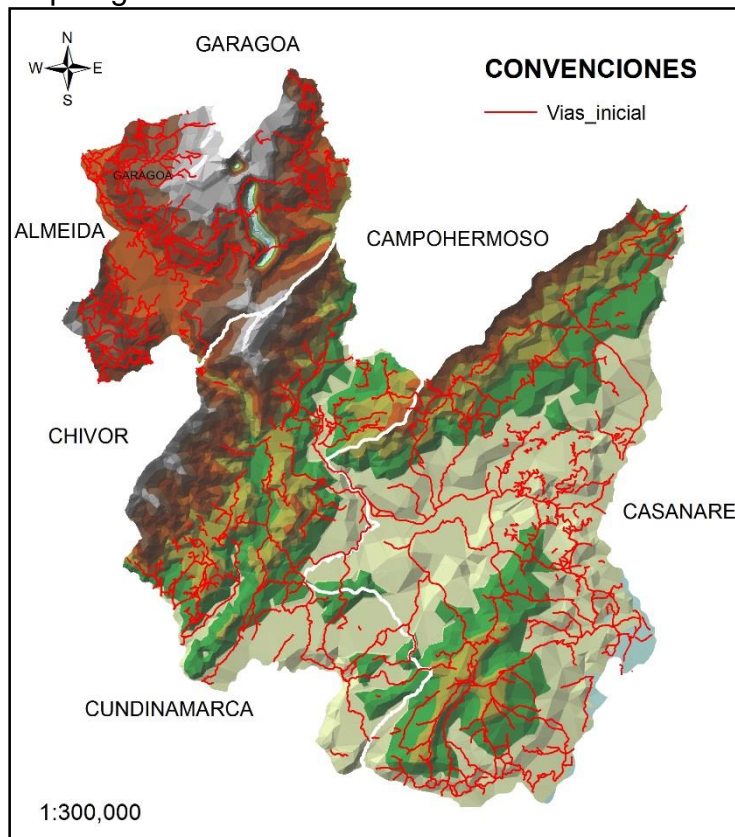 GARAGOA
N
W E
S
CONVENCIONES
Vias_inicial
GARAGOA
ALMEIDA
CAMPOHERMOSO
CHIVOR
CASANARE
CUNDINAMARCA
1:300,000